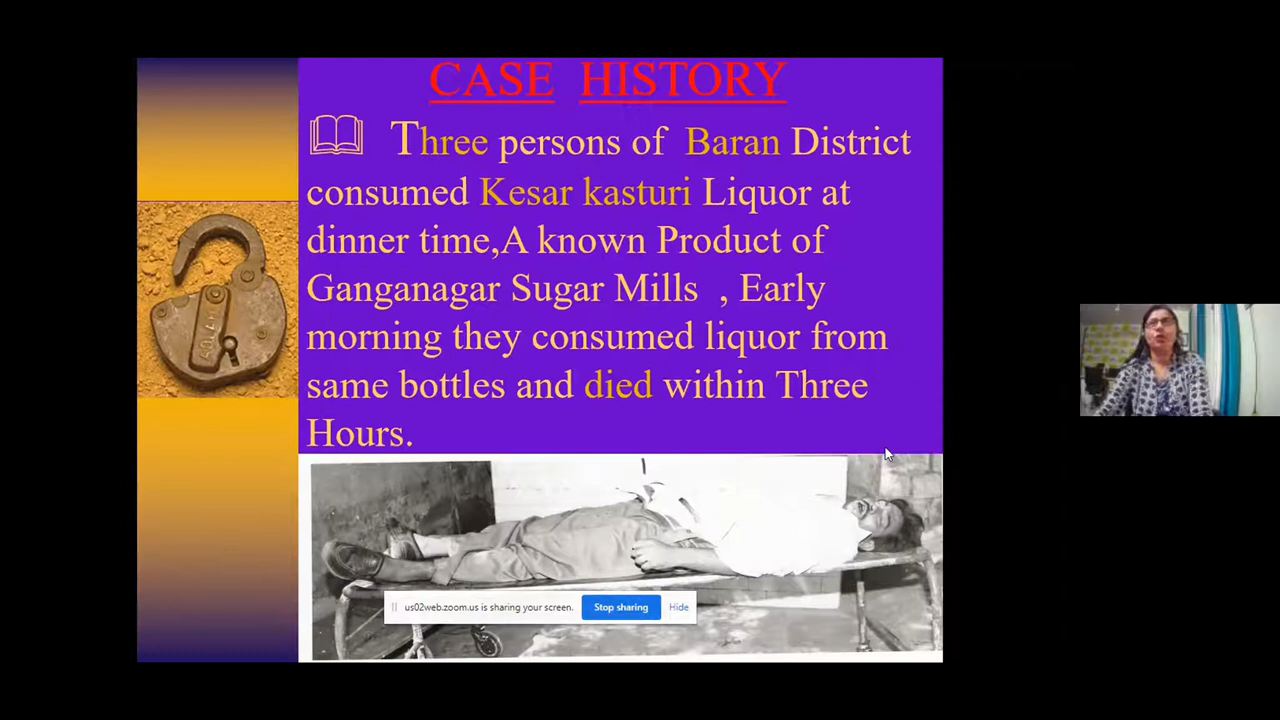 CASE HISTORY
Three persons of Baran District
consumed Kesar kasturi Liquor at
dinner time,A known Product of
Ganganagar Sugar Mills , Early
morning they consumed liquor from
same bottles and died within Three
Hours.
us02web.zoom.us is sharing your screen. Stop sharing Hide